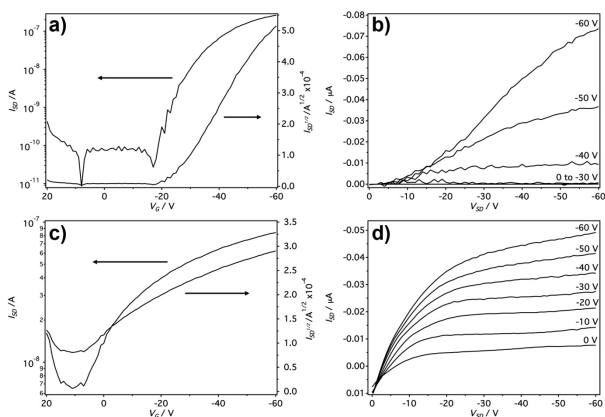 a)
10⁻⁷
10⁻⁸
10⁻⁹
10⁻¹⁰
10⁻¹¹
I_SD /A
5.0
4.0
3.0
2.0
1.0
0.0
I_SD^1/2/A^1/2 x10⁻⁴
20 0 -20 -40 -60
V_G / V
b)
-0.08
-0.07
-0.06
-0.05
-0.04
-0.03
-0.02
-0.01
0.00
I_SD / µA
-60 V
-50 V
-40 V
0 to -30 V
0 -10 -20 -30 -40 -50 -60
V_SD / V
c)
10⁻⁷
8
6
5
4
3
2
10⁻⁸
8
6
I_SD /A
3.5
3.0
2.5
2.0
1.5
1.0
0.5
0.0
I_SD^1/2/A^1/2 x10⁻⁴
20 0 -20 -40 -60
V_G / V
d)
-0.05
-0.04
-0.03
-0.02
-0.01
0.00
0.01
I_SD / µA
-60 V
-50 V
-40 V
-30 V
-20 V
-10 V
0 V
0 -10 -20 -30 -40 -50 -60
V_SD / V